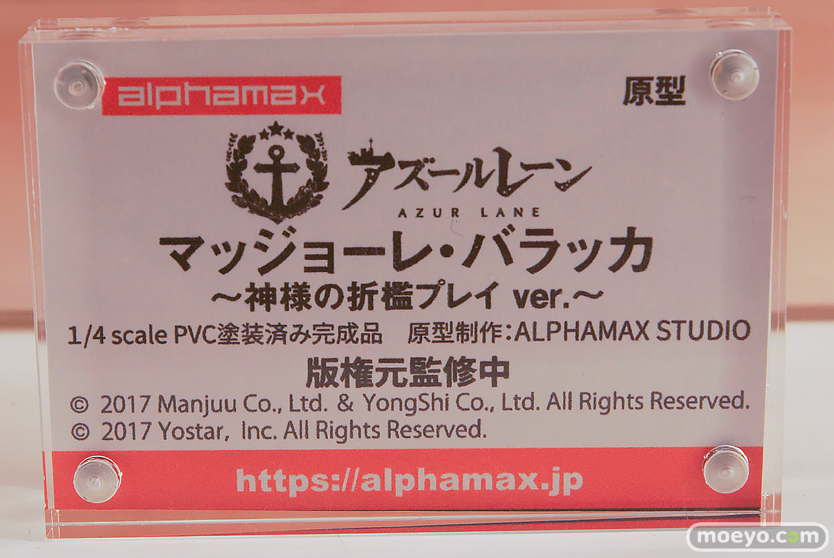 alphamax 原型
アズールレーン
AZUR LANE
マッジョーレ・バラッカ
～神様の折檻プレイ ver.～
1/4 scale PVC塗装済み完成品 原型制作：ALPHAMAX STUDIO
版権元監修中
© 2017 Manjuu Co., Ltd. & YongShi Co., Ltd. All Rights Reserved.
© 2017 Yostar, Inc. All Rights Reserved.
https://alphamax.jp
moeyo.com